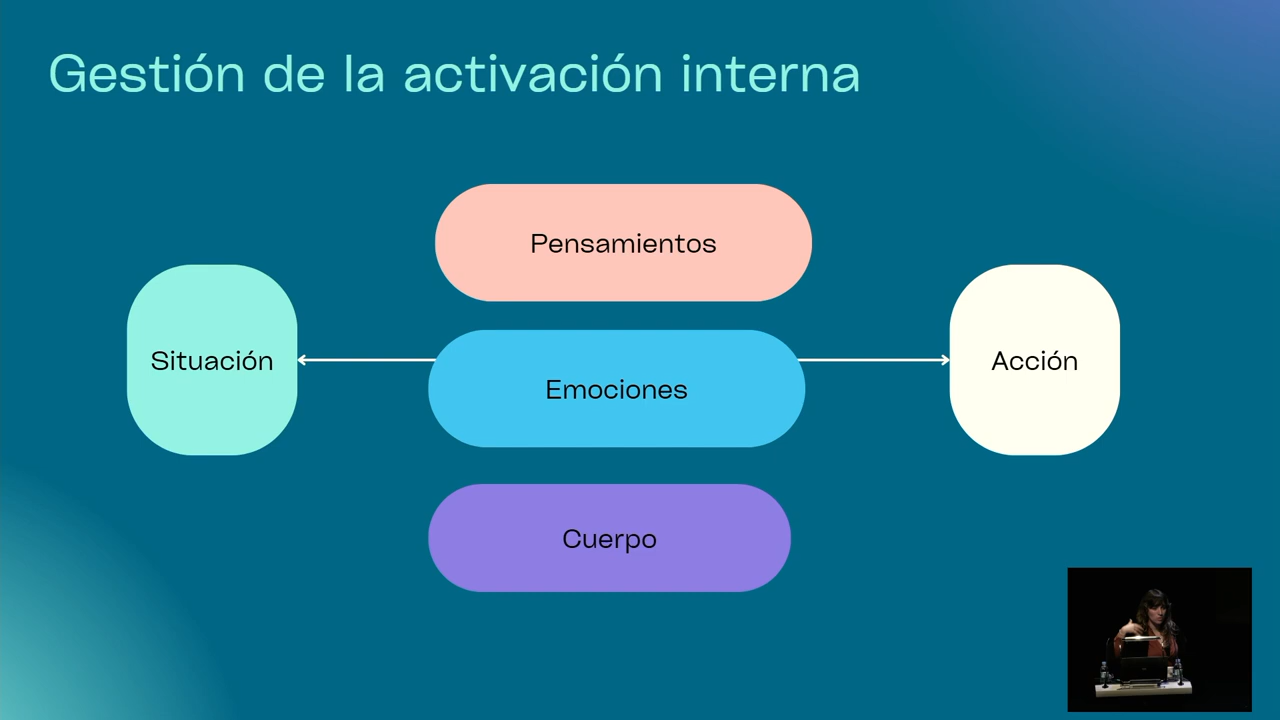 Gestión de la activación interna
Pensamientos
Situación
Emociones
Acción
Cuerpo